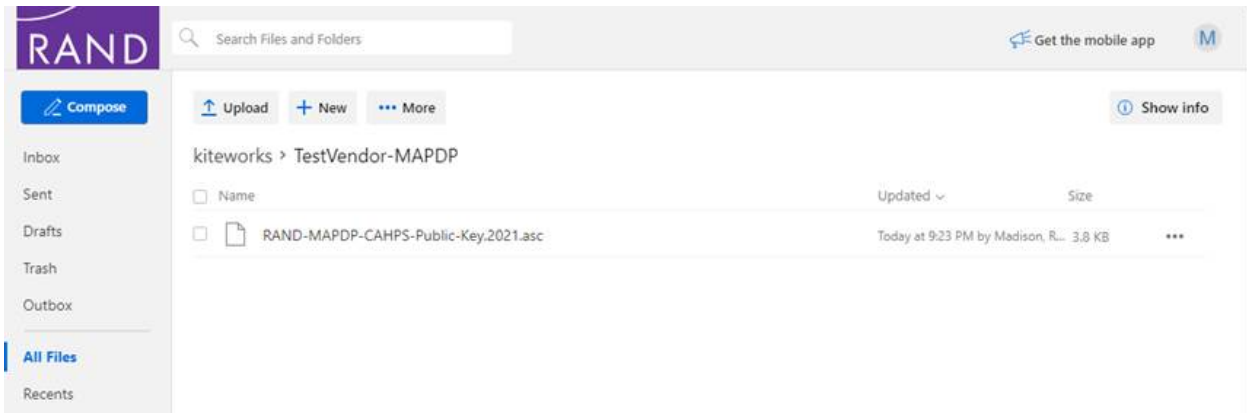 RAND
Search Files and Folders
Get the mobile app
M
Compose
Upload
New
More
Show info
Inbox
kiteworks > TestVendor-MAPDP
Sent
Name
Updated
Size
Drafts
RAND-MAPDP-CAHPS-Public-Key.2021.asc
Today at 9:23 PM by Madison, R... 3.8 KB
Trash
Outbox
All Files
Recents